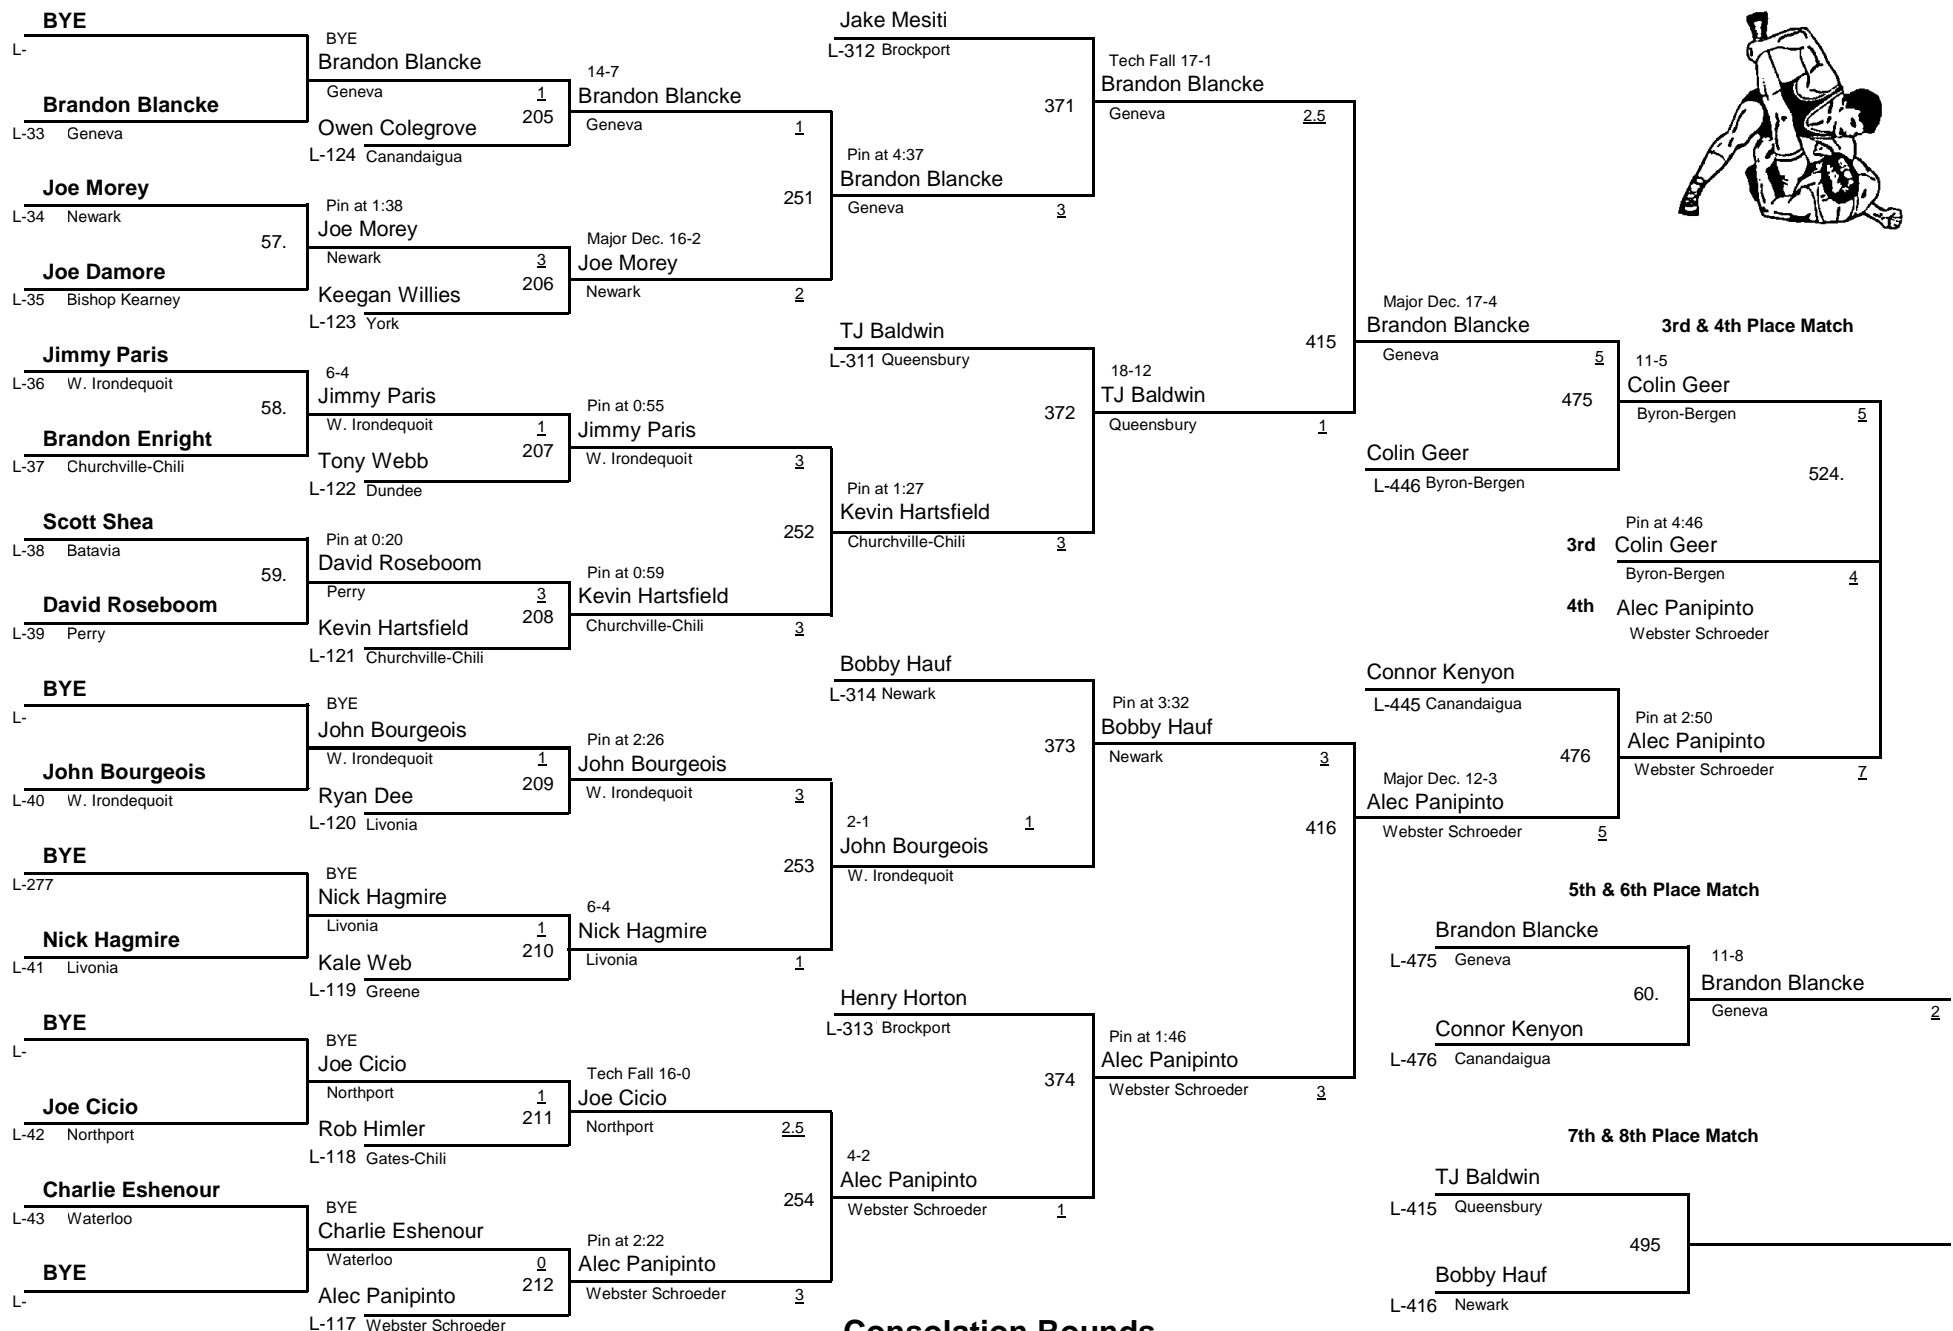 BYE
L-
Brandon Blancke
L-33 Geneva
Joe Morey
L-34 Newark
57.
Joe Damore
L-35 Bishop Kearney
Jimmy Paris
L-36 W. Irondequoit
58.
Brandon Enright
L-37 Churchville-Chili
Scott Shea
L-38 Batavia
59.
David Roseboom
L-39 Perry
BYE
L-
John Bourgeois
L-40 W. Irondequoit
BYE
L-277
Nick Hagmire
L-41 Livonia
BYE
L-
Joe Cicio
L-42 Northport
Charlie Eshenour
L-43 Waterloo
BYE
L-
BYE
Brandon Blancke
Geneva 1
205
Owen Colegrove
L-124 Canandaigua
Pin at 1:38
Joe Morey
Newark 3
206
Keegan Willies
L-123 York
6-4
Jimmy Paris
W. Irondequoit 1
207
Tony Webb
L-122 Dundee
Pin at 0:20
David Roseboom
Perry 3
208
Kevin Hartsfield
L-121 Churchville-Chili
BYE
John Bourgeois
W. Irondequoit 1
209
Ryan Dee
L-120 Livonia
BYE
Nick Hagmire
Livonia 1
210
Kale Web
L-119 Greene
BYE
Joe Cicio
Northport 1
211
Rob Himler
L-118 Gates-Chili
BYE
Charlie Eshenour
Waterloo 0
212
Alec Panipinto
L-117 Webster Schroeder
14-7
Brandon Blancke
Geneva 1
251
Major Dec. 16-2
Joe Morey
Newark 2
Pin at 0:55
Jimmy Paris
W. Irondequoit 3
252
Pin at 0:59
Kevin Hartsfield
Churchville-Chili 3
Pin at 2:26
John Bourgeois
W. Irondequoit 3
253
6-4
Nick Hagmire
Livonia 1
Tech Fall 16-0
Joe Cicio
Northport 2.5
254
Pin at 2:22
Alec Panipinto
Webster Schroeder 3
Jake Mesiti
L-312 Brockport
371
Pin at 4:37
Brandon Blancke
Geneva 3
TJ Baldwin
L-311 Queensbury
372
Pin at 1:27
Kevin Hartsfield
Churchville-Chili 3
Bobby Hauf
L-314 Newark
373
2-1 1
John Bourgeois
W. Irondequoit
Henry Horton
L-313 Brockport
374
4-2
Alec Panipinto
Webster Schroeder 1
Consolation Rounds
Tech Fall 17-1
Brandon Blancke
Geneva 2.5
415
18-12
TJ Baldwin
Queensbury 1
Pin at 3:32
Bobby Hauf
Newark 3
416
Pin at 1:46
Alec Panipinto
Webster Schroeder 3
Major Dec. 17-4
Brandon Blancke
Geneva 5
475
Colin Geer
L-446 Byron-Bergen
Connor Kenyon
L-445 Canandaigua
476
Major Dec. 12-3
Alec Panipinto
Webster Schroeder 5
3rd & 4th Place Match
11-5
Colin Geer
Byron-Bergen 5
524.
Pin at 4:46
3rd Colin Geer
Byron-Bergen 4
4th Alec Panipinto
Webster Schroeder
Pin at 2:50
Alec Panipinto
Webster Schroeder 7
5th & 6th Place Match
Brandon Blancke
L-475 Geneva
60.
Connor Kenyon
L-476 Canandaigua
11-8
Brandon Blancke
Geneva 2
7th & 8th Place Match
TJ Baldwin
L-415 Queensbury
495
Bobby Hauf
L-416 Newark